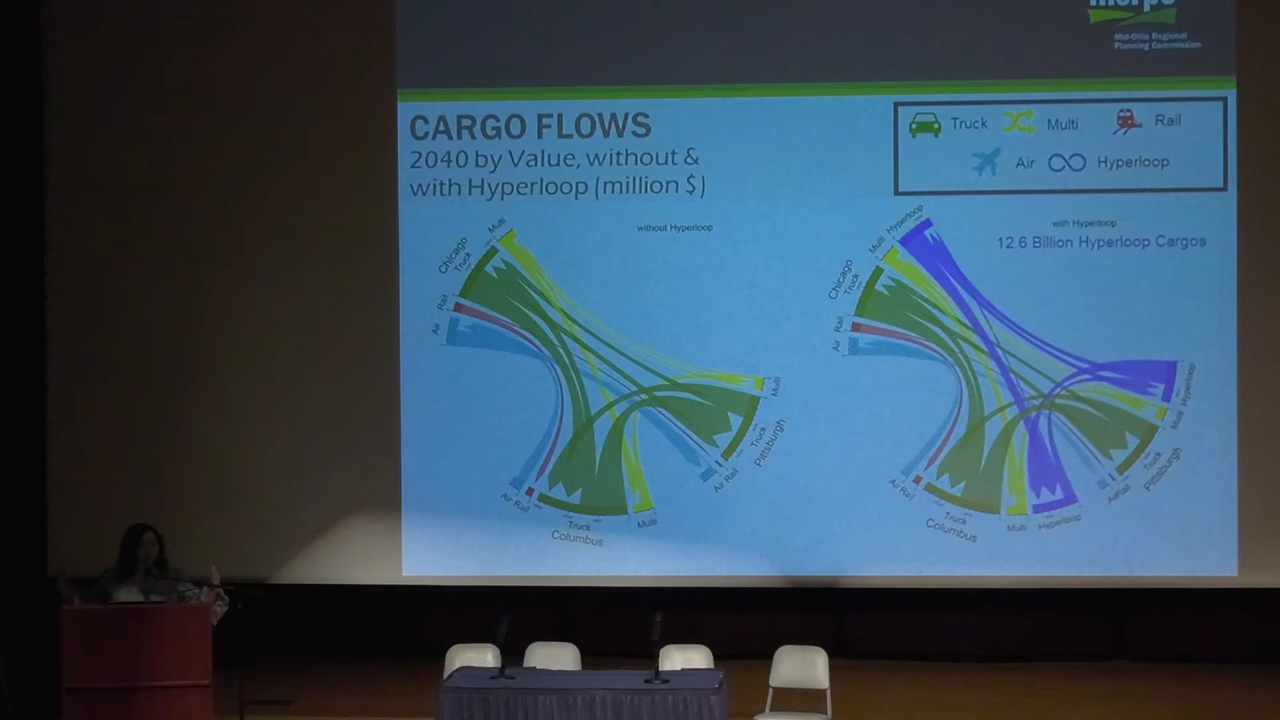 morpc
Mid-Ohio Regional
Planning Commission
CARGO FLOWS
2040 by Value, without &
with Hyperloop (million $)
Truck
Multi
Rail
Air
Hyperloop
without Hyperloop
Multi
Chicago
Truck
Rail
Air
Multi
Truck
Pittsburgh
Rail
Air
Air
Rail
Truck
Columbus
Multi
with Hyperloop
12.6 Billion Hyperloop Cargos
Hyperloop
Multi
Chicago
Truck
Rail
Air
Hyperloop
Multi
Truck
Pittsburgh
Rail
Air
Air
Rail
Truck
Columbus
Multi
Hyperloop